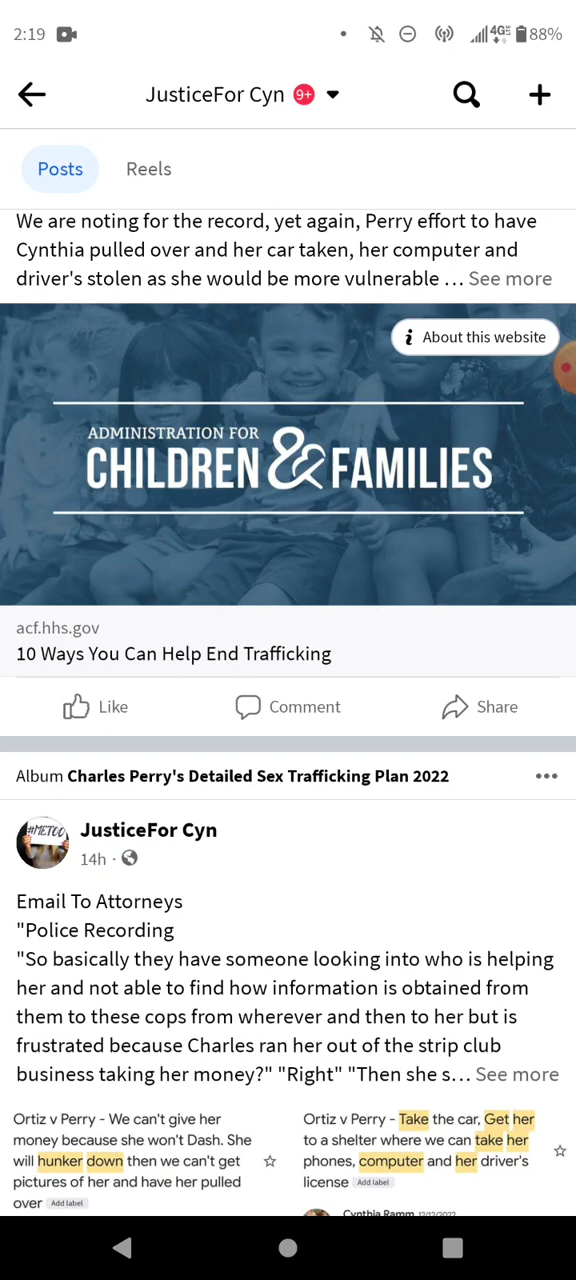 2:19
4G
88%
JusticeFor Cyn 9+
Posts
Reels
We are noting for the record, yet again, Perry effort to have
Cynthia pulled over and her car taken, her computer and
driver's stolen as she would be more vulnerable … See more
About this website
#METOO
ADMINISTRATION FOR
CHILDREN & FAMILIES
acf.hhs.gov
10 Ways You Can Help End Trafficking
Like
Comment
Share
Album Charles Perry's Detailed Sex Trafficking Plan 2022
JusticeFor Cyn
14h ·
Email To Attorneys
"Police Recording
"So basically they have someone looking into who is helping
her and not able to find how information is obtained from
them to these cops from wherever and then to her but is
frustrated because Charles ran her out of the strip club
business taking her money?" "Right" "Then she s... See more
Ortiz v Perry - We can't give her
money because she won't Dash. She
will hunker down then we can't get
pictures of her and have her pulled
over Add label
Ortiz v Perry - Take the car, Get her
to a shelter where we can take her
phones, computer and her driver's
license Add label
Cynthia Ramm 12/12/2022